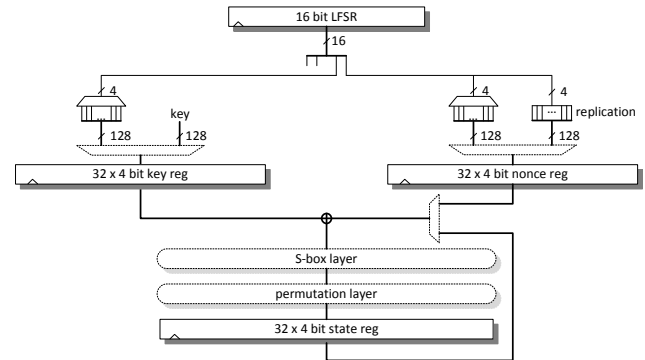 16 bit LFSR
16
4
4
4
key
...
...
...
replication
128
128
128
128
32 x 4 bit key reg
32 x 4 bit nonce reg
S-box layer
permutation layer
32 x 4 bit state reg